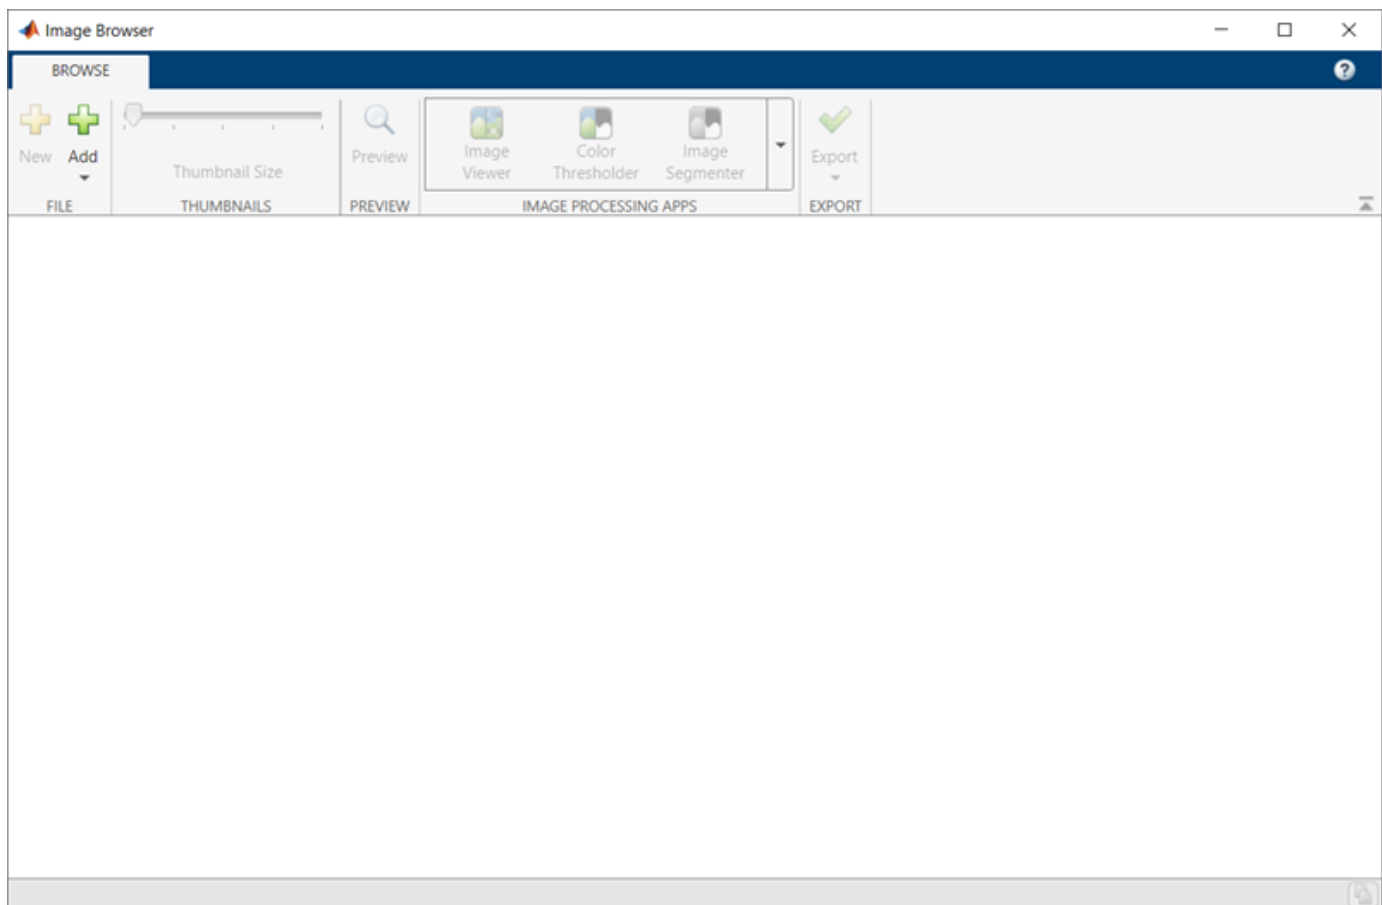 Image Browser
BROWSE
?
New Add
Thumbnail Size
Preview
Image Viewer
Color Thresholder
Image Segmenter
Export
FILE THUMBNAILS PREVIEW IMAGE PROCESSING APPS EXPORT